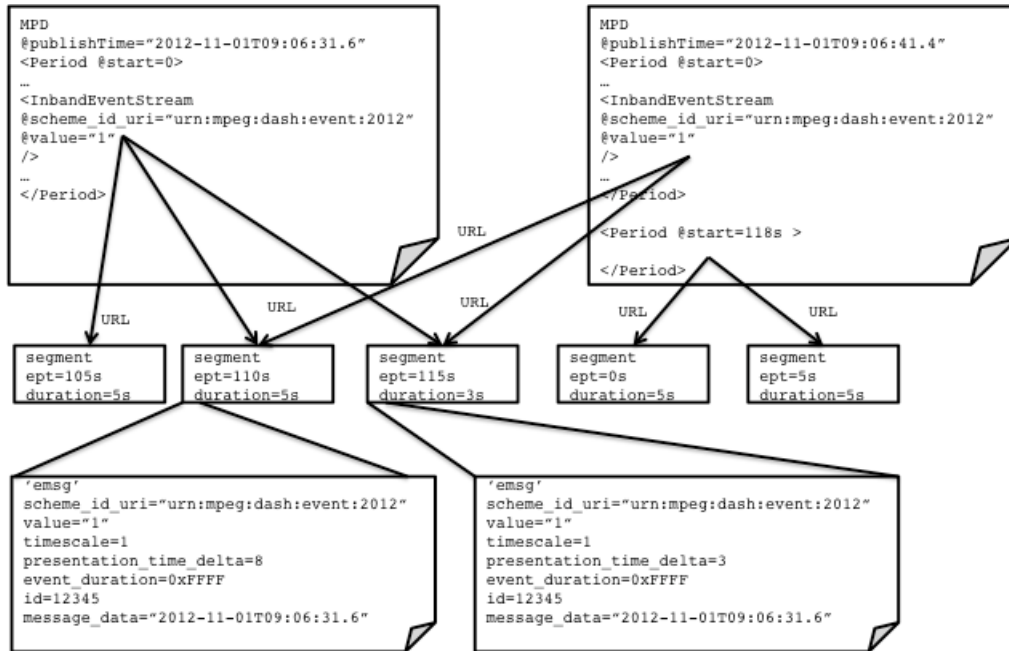 MPD
@publishTime=“2012-11-01T09:06:31.6”
<Period @start=0>
…
<InbandEventStream
@scheme_id_uri=“urn:mpeg:dash:event:2012”
@value=“1”
/>
…
</Period>
MPD
@publishTime=“2012-11-01T09:06:41.4”
<Period @start=0>
…
<InbandEventStream
@scheme_id_uri=“urn:mpeg:dash:event:2012”
@value=“1”
/>
…
</Period>
<Period @start=118s >
</Period>
URL
URL
URL
URL
URL
URL
segment
ept=105s
duration=5s
segment
ept=110s
duration=5s
segment
ept=115s
duration=3s
segment
ept=0s
duration=5s
segment
ept=5s
duration=5s
‘emsg’
scheme_id_uri=“urn:mpeg:dash:event:2012”
value=“1”
timescale=1
presentation_time_delta=8
event_duration=0xFFFF
id=12345
message_data=“2012-11-01T09:06:31.6”
‘emsg’
scheme_id_uri=“urn:mpeg:dash:event:2012”
value=“1”
timescale=1
presentation_time_delta=3
event_duration=0xFFFF
id=12345
message_data=“2012-11-01T09:06:31.6”